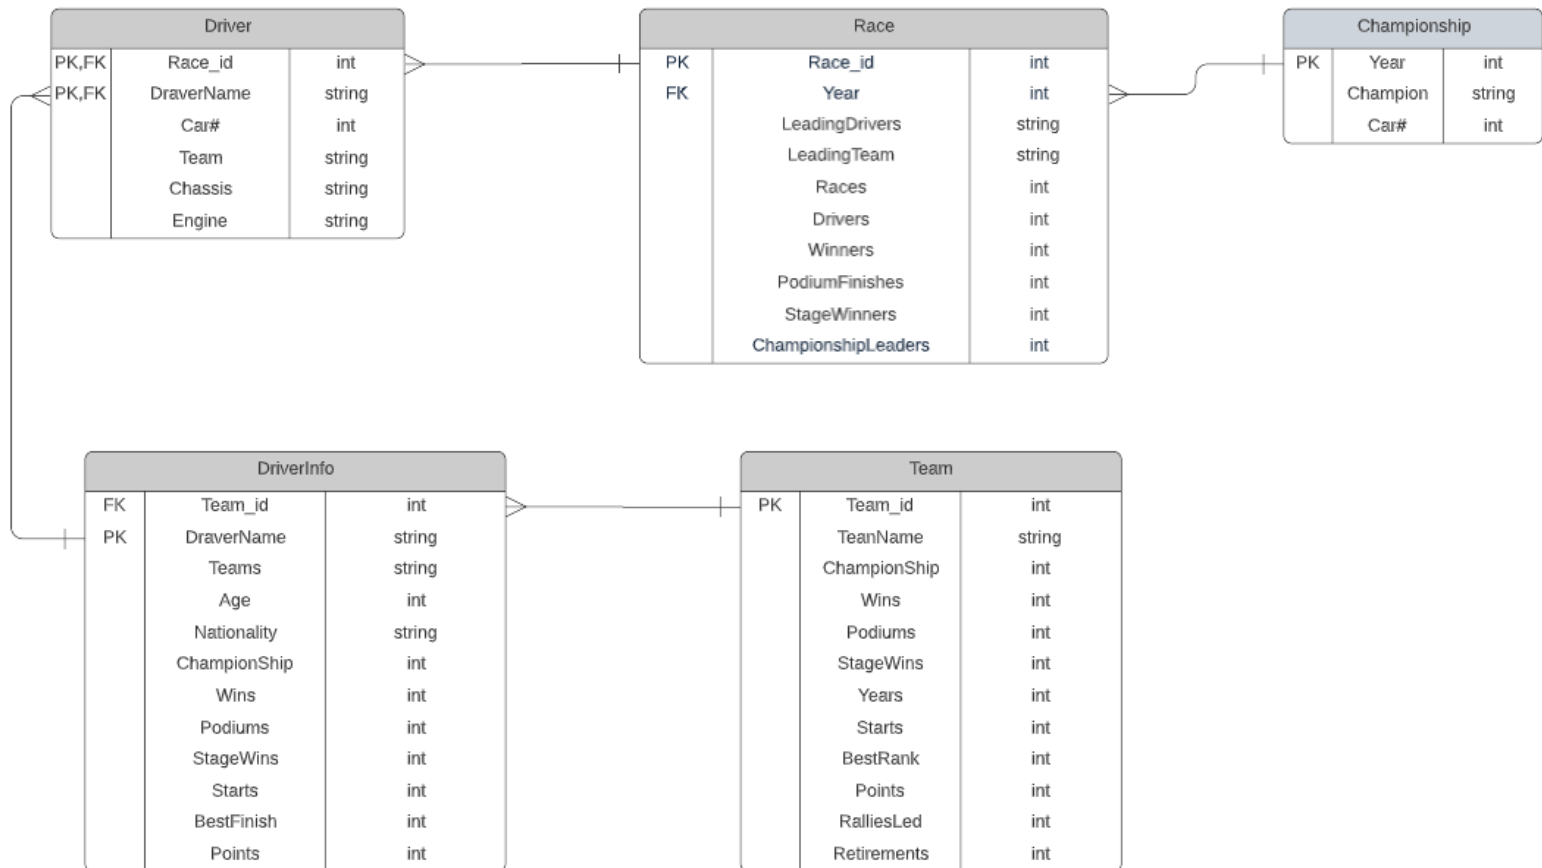 Driver
PK,FK Race_id int
PK,FK DraverName string
Car# int
Team string
Chassis string
Engine string
Race
PK Race_id int
FK Year int
LeadingDrivers string
LeadingTeam string
Races int
Drivers int
Winners int
PodiumFinishes int
StageWinners int
ChampionshipLeaders int
Championship
PK Year int
Champion string
Car# int
DriverInfo
FK Team_id int
PK DraverName string
Teams string
Age int
Nationality string
ChampionShip int
Wins int
Podiums int
StageWins int
Starts int
BestFinish int
Points int
Team
PK Team_id int
TeanName string
ChampionShip int
Wins int
Podiums int
StageWins int
Years int
Starts int
BestRank int
Points int
RalliesLed int
Retirements int